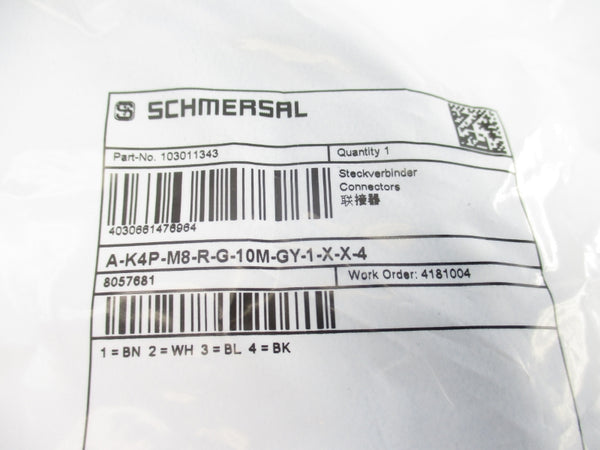 SCHMERSAL
Part-No. 103011343
Quantity 1
Steckverbinder
Connectors
联接器
4030661476964
A-K4P-M8-R-G-10M-GY-1-X-X-4
8057681
Work Order: 4181004
1 = BN 2 = WH 3 = BL 4 = BK